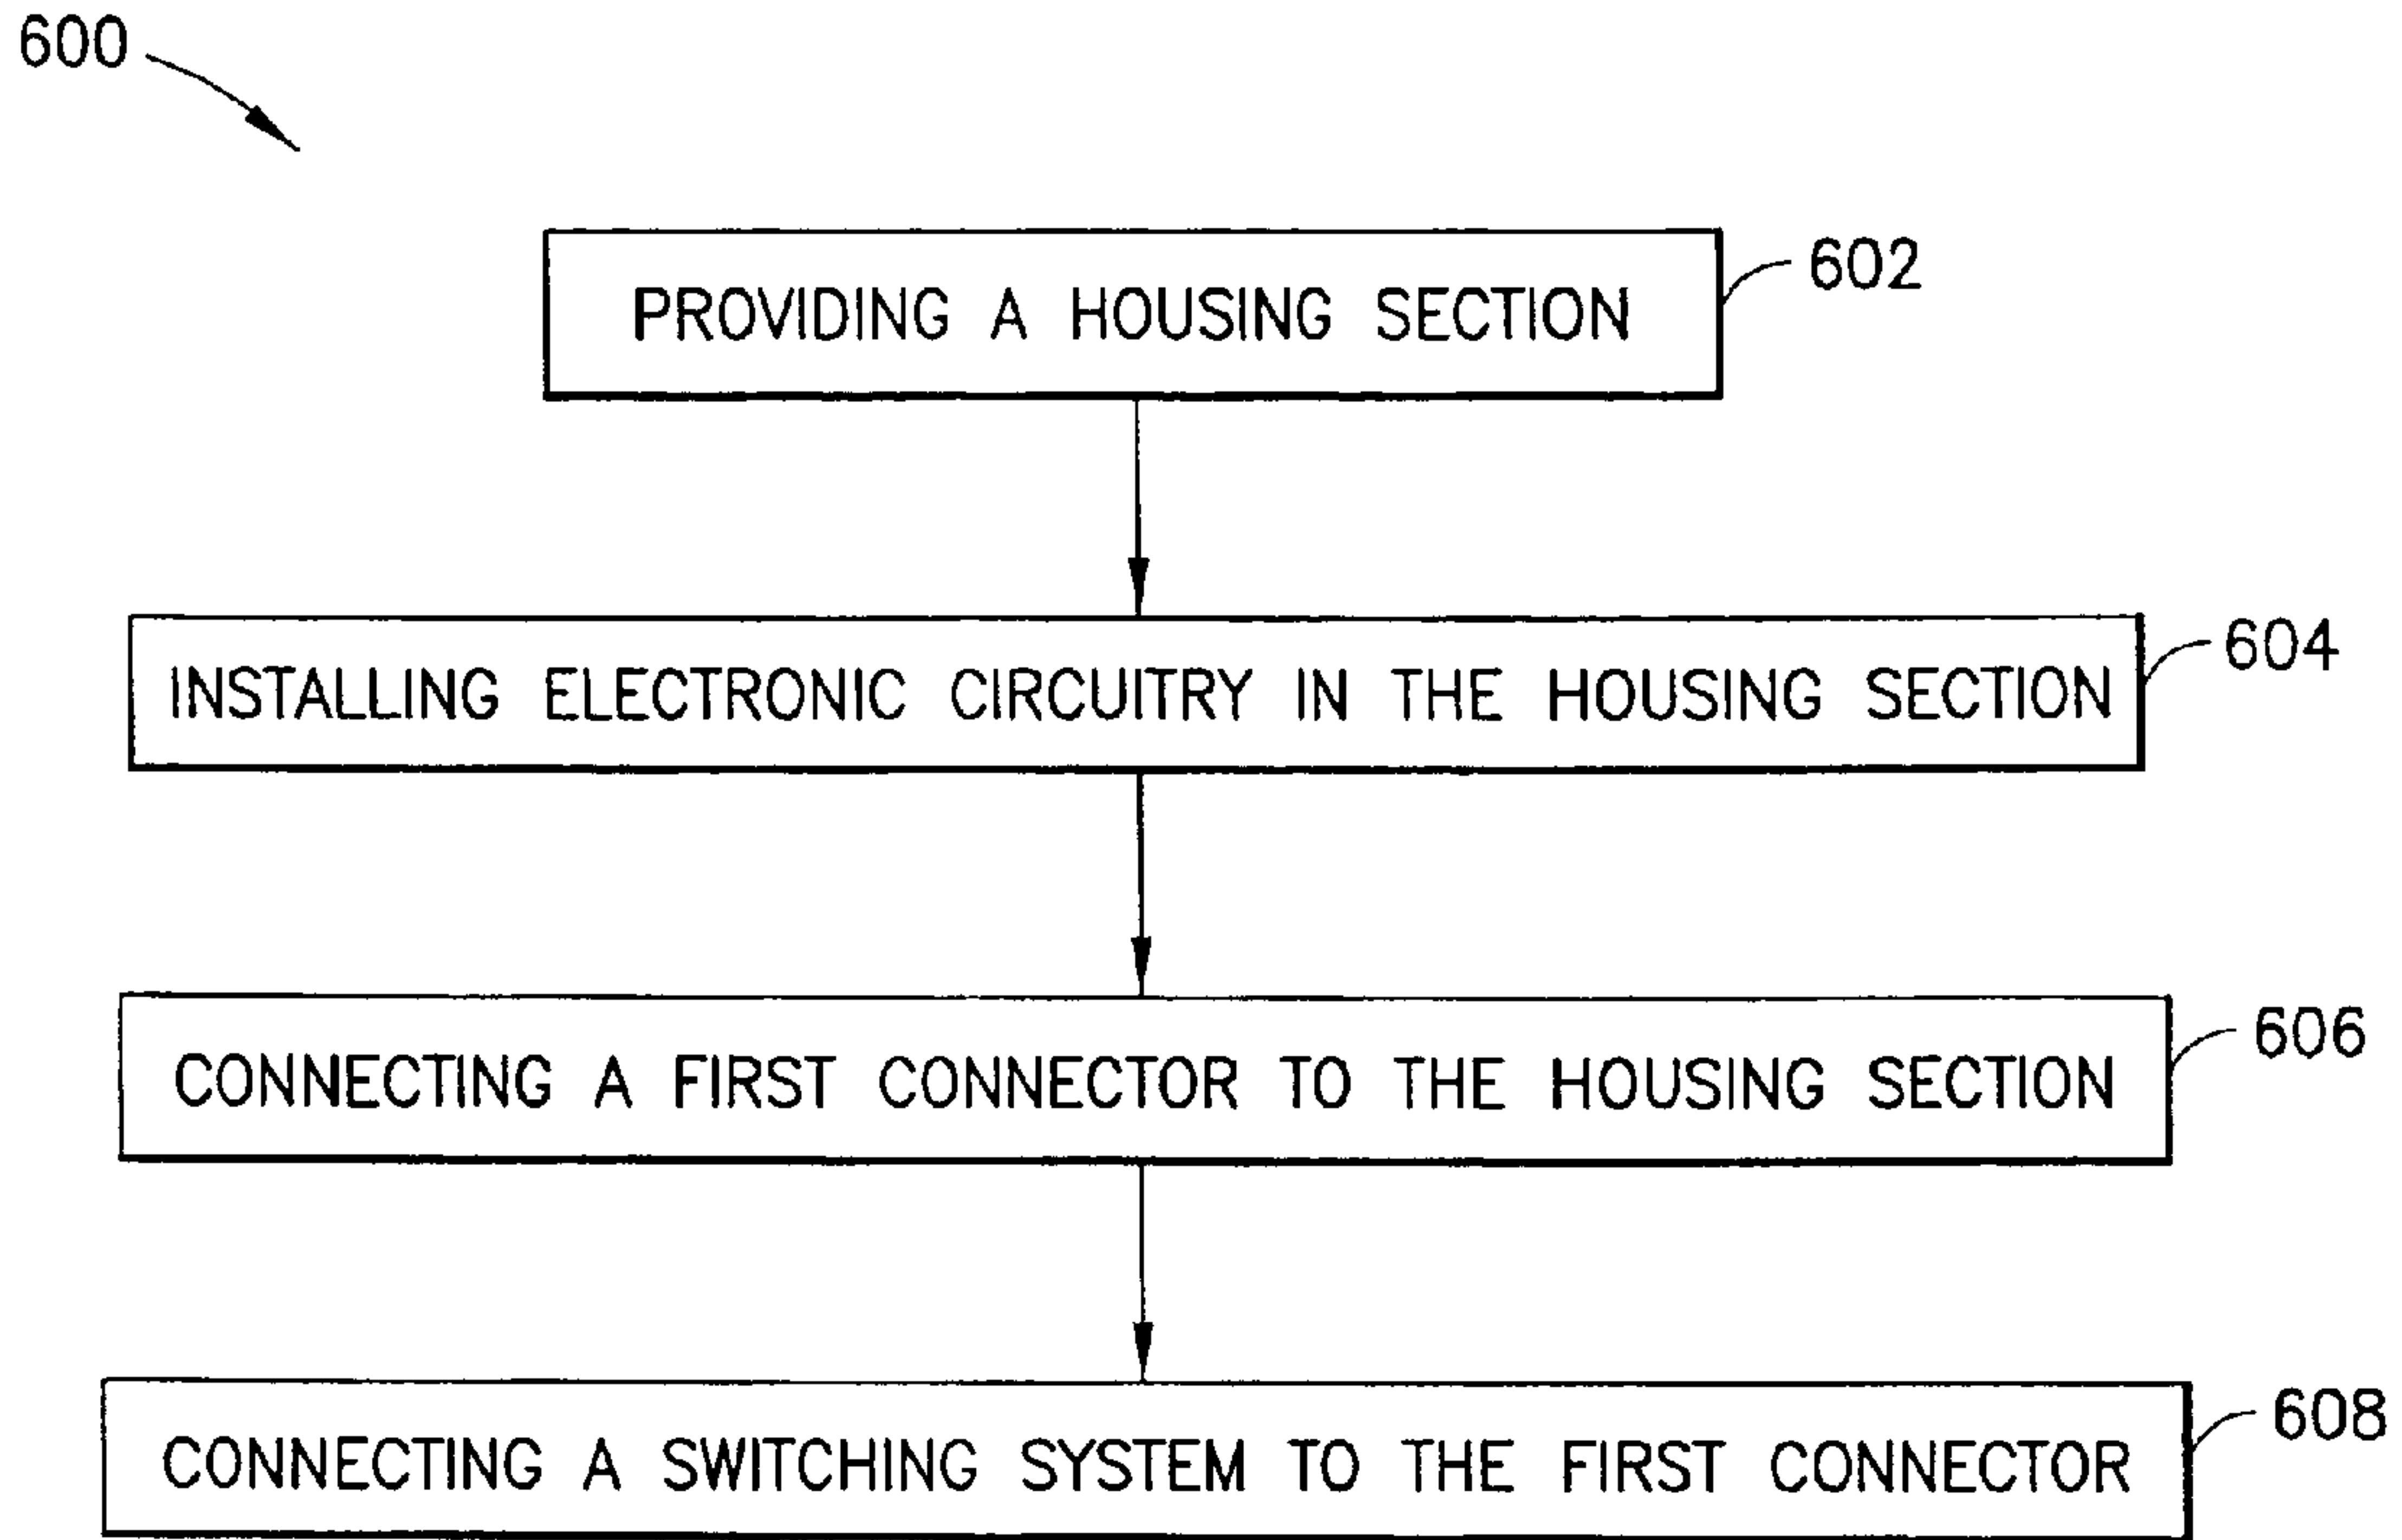 600
PROVIDING A HOUSING SECTION
602
INSTALLING ELECTRONIC CIRCUITRY IN THE HOUSING SECTION
604
CONNECTING A FIRST CONNECTOR TO THE HOUSING SECTION
606
CONNECTING A SWITCHING SYSTEM TO THE FIRST CONNECTOR
608